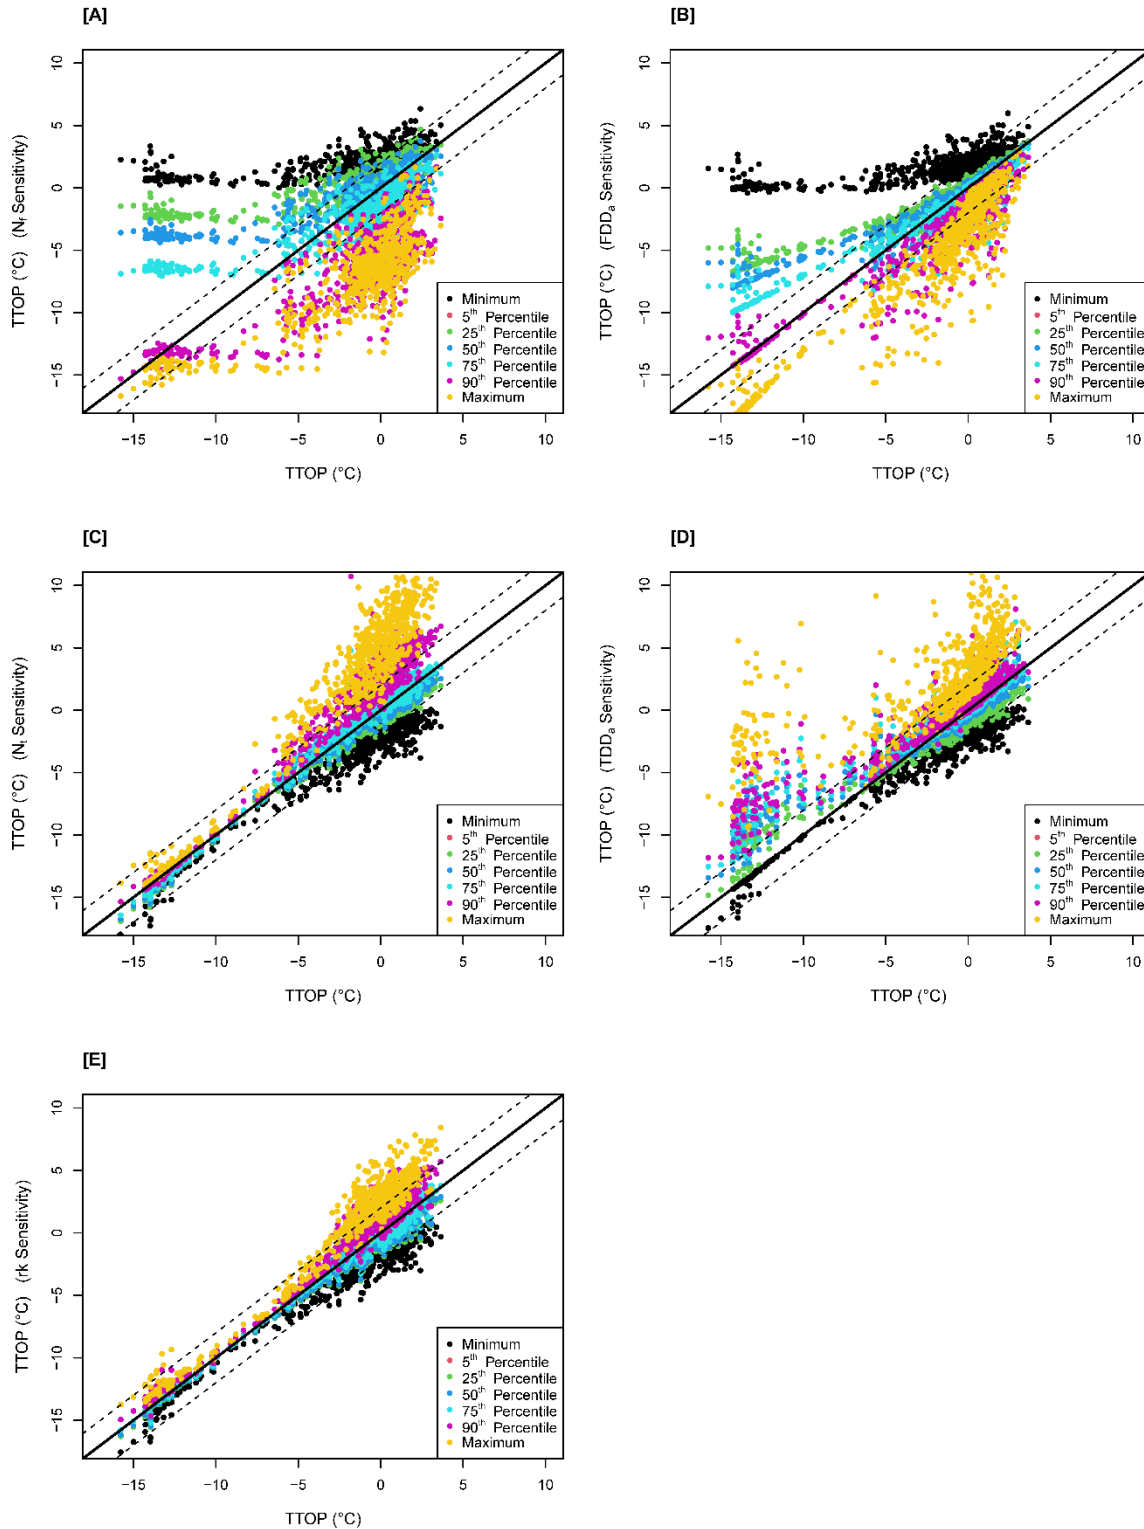 [A]
TTOP (°C) (Nf Sensitivity)
10
5
0
−5
−10
−15
Minimum
5th Percentile
25th Percentile
50th Percentile
75th Percentile
90th Percentile
Maximum
−15 −10 −5 0 5 10
TTOP (°C)
[B]
TTOP (°C) (FDDa Sensitivity)
10
5
0
−5
−10
−15
Minimum
5th Percentile
25th Percentile
50th Percentile
75th Percentile
90th Percentile
Maximum
−15 −10 −5 0 5 10
TTOP (°C)
[C]
TTOP (°C) (Nt Sensitivity)
10
5
0
−5
−10
−15
Minimum
5th Percentile
25th Percentile
50th Percentile
75th Percentile
90th Percentile
Maximum
−15 −10 −5 0 5 10
TTOP (°C)
[D]
TTOP (°C) (TDDa Sensitivity)
10
5
0
−5
−10
−15
Minimum
5th Percentile
25th Percentile
50th Percentile
75th Percentile
90th Percentile
Maximum
−15 −10 −5 0 5 10
TTOP (°C)
[E]
TTOP (°C) (rk Sensitivity)
10
5
0
−5
−10
−15
Minimum
5th Percentile
25th Percentile
50th Percentile
75th Percentile
90th Percentile
Maximum
−15 −10 −5 0 5 10
TTOP (°C)